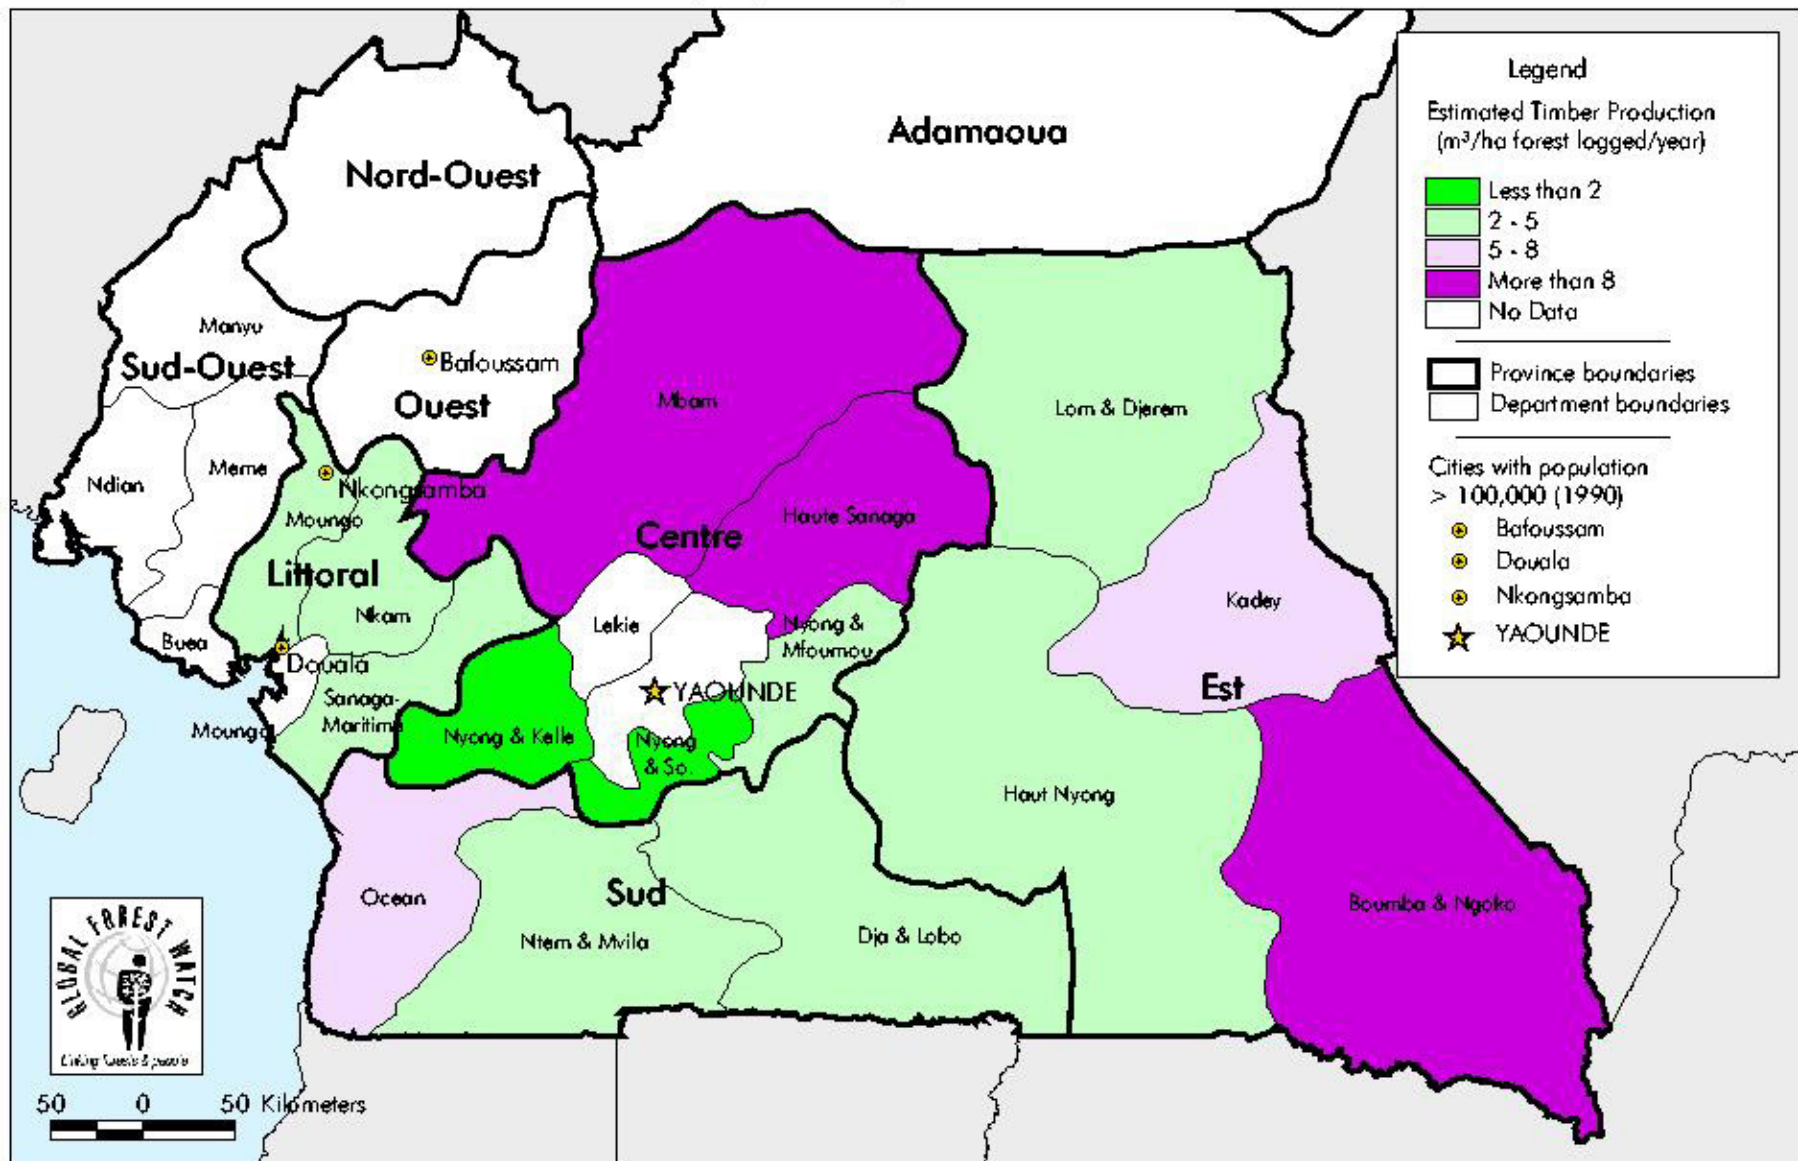 Legend
Estimated Timber Production
(m³/ha forest logged/year)
Less than 2
2 - 5
5 - 8
More than 8
No Data
Province boundaries
Department boundaries
Cities with population
> 100,000 (1990)
Bafoussam
Douala
Nkongsamba
YAOUNDE
Adamaoua
Nord-Ouest
Manyu
Sud-Ouest
Bafoussam
Ouest
Mbam
Lom & Djerem
Ndian
Meme
Nkongsamba
Moungo
Haute Sanaga
Centre
Littoral
Kadey
Nkam
Lekie
Nyong &
Mfoumou
Buea
Douala
YAOUNDE
Est
Sanaga-
Maritime
Moungo
Nyong & Kelle
Nyong
& So.
Haut Nyong
Ocean
Sud
Boumba & Ngoko
Ntem & Mvila
Dja & Lobo
GLOBAL FOREST WATCH
Linking forests & people
50 0 50 Kilometers